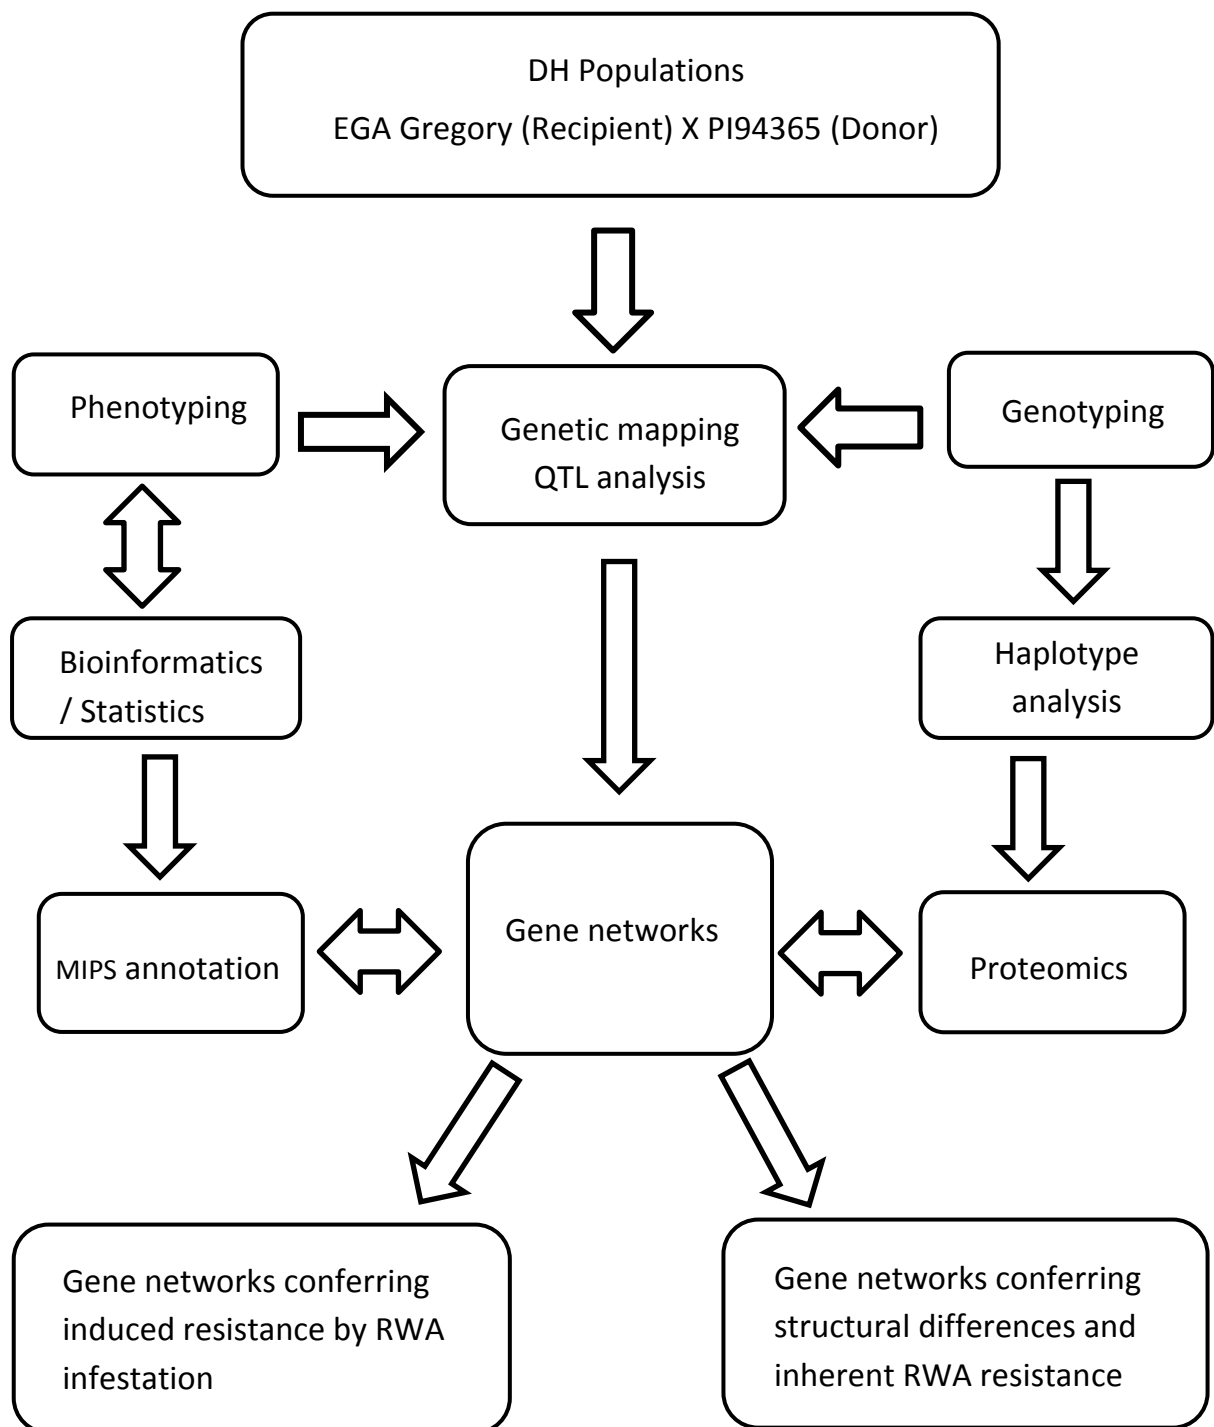 DH Populations
EGA Gregory (Recipient) X PI94365 (Donor)
Phenotyping
Genetic mapping
QTL analysis
Genotyping
Bioinformatics
/ Statistics
Haplotype
analysis
MIPS annotation
Gene networks
Proteomics
Gene networks conferring
induced resistance by RWA
infestation
Gene networks conferring
structural differences and
inherent RWA resistance